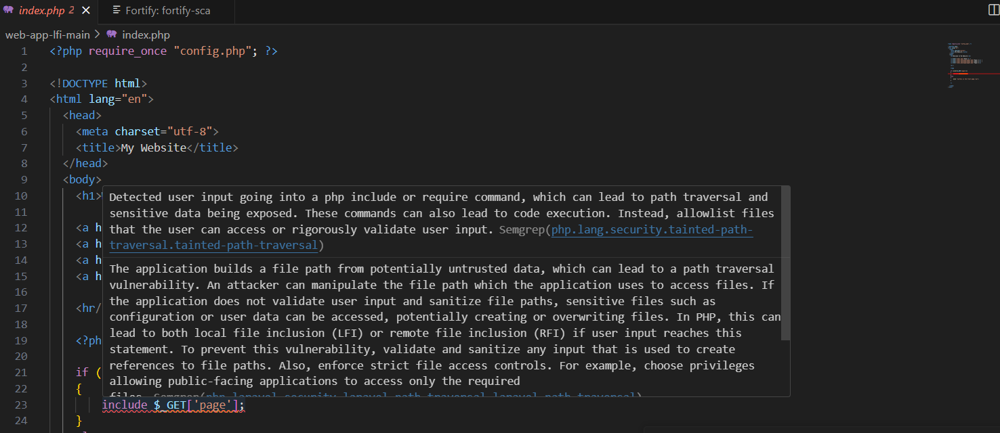 index.php 2
Fortify: fortify-sca
web-app-lfi-main > index.php
1 <?php require_once "config.php"; ?>
2
3 <!DOCTYPE html>
4 <html lang="en">
5 <head>
6 <meta charset="utf-8">
7 <title>My Website</title>
8 </head>
9 <body>
10 <h1>
Detected user input going into a php include or require command, which can lead to path traversal and
11
sensitive data being exposed. These commands can also lead to code execution. Instead, allowlist files
12 <a h
that the user can access or rigorously validate user input. Semgrep(php.lang.security.tainted-path-
13 <a h
traversal.tainted-path-traversal)
14 <a h
The application builds a file path from potentially untrusted data, which can lead to a path traversal
15 <a h
vulnerability. An attacker can manipulate the file path which the application uses to access files. If
16
the application does not validate user input and sanitize file paths, sensitive files such as
17 <hr/
configuration or user data can be accessed, potentially creating or overwriting files. In PHP, this can
18
lead to both local file inclusion (LFI) or remote file inclusion (RFI) if user input reaches this
19 <?ph
statement. To prevent this vulnerability, validate and sanitize any input that is used to create
20
references to file paths. Also, enforce strict file access controls. For example, choose privileges
21 if (
allowing public-facing applications to access only the required
22 {
files. Semgrep(php.laravel.security.laravel-path-traversal.laravel-path-traversal)
23 include $_GET['page'];
24 }